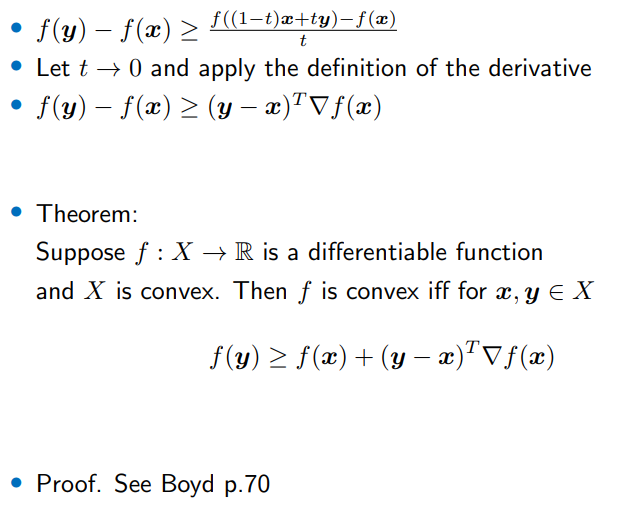 • f(y) − f(x) ≥ f((1−t)x+ty)−f(x) / t
• Let t → 0 and apply the definition of the derivative
• f(y) − f(x) ≥ (y − x)ᵀ∇f(x)
• Theorem:
Suppose f : X → ℝ is a differentiable function
and X is convex. Then f is convex iff for x, y ∈ X
f(y) ≥ f(x) + (y − x)ᵀ∇f(x)
• Proof. See Boyd p.70